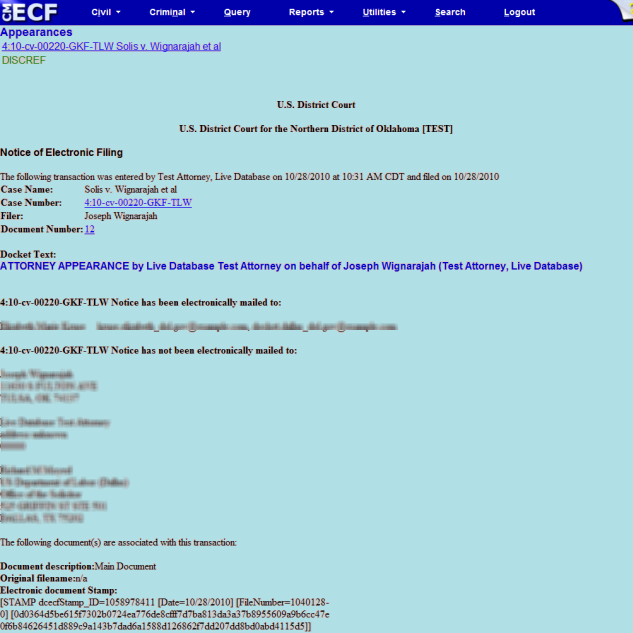 CM ECF Civil Criminal Query Reports Utilities Search Logout
Appearances
4:10-cv-00220-GKF-TLW Solis v. Wignarajah et al
DISCREF
U.S. District Court
U.S. District Court for the Northern District of Oklahoma [TEST]
Notice of Electronic Filing
The following transaction was entered by Test Attorney, Live Database on 10/28/2010 at 10:31 AM CDT and filed on 10/28/2010
Case Name: Solis v. Wignarajah et al
Case Number: 4:10-cv-00220-GKF-TLW
Filer: Joseph Wignarajah
Document Number: 12
Docket Text:
ATTORNEY APPEARANCE by Live Database Test Attorney on behalf of Joseph Wignarajah (Test Attorney, Live Database)
4:10-cv-00220-GKF-TLW Notice has been electronically mailed to:
4:10-cv-00220-GKF-TLW Notice has not been electronically mailed to:
The following document(s) are associated with this transaction:
Document description:Main Document
Original filename:n/a
Electronic document Stamp:
[STAMP dcecfStamp_ID=1058978411 [Date=10/28/2010] [FileNumber=1040128-
0] [0d0364d5be615f7302b0724ea776de8cfff7d7ba813da3a37b8955609a9b6cc47e
0f6b84626451d889c9a143b7dad6a1588d126862f7dd207dd8bd0abd4115d5]]